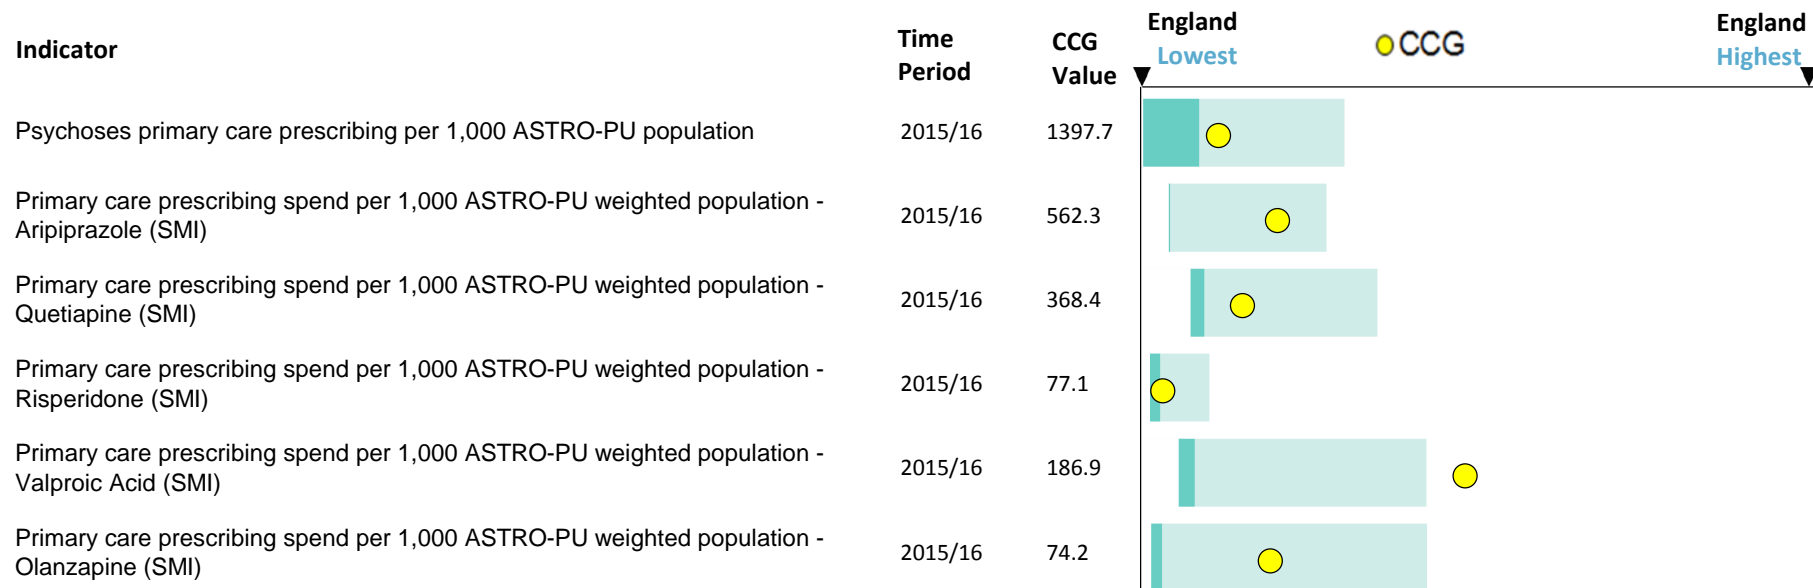 Indicator
Time
Period
CCG
Value
England
Lowest
CCG
England
Highest
Psychoses primary care prescribing per 1,000 ASTRO-PU population
2015/16
1397.7
Primary care prescribing spend per 1,000 ASTRO-PU weighted population -
Aripiprazole (SMI)
2015/16
562.3
Primary care prescribing spend per 1,000 ASTRO-PU weighted population -
Quetiapine (SMI)
2015/16
368.4
Primary care prescribing spend per 1,000 ASTRO-PU weighted population -
Risperidone (SMI)
2015/16
77.1
Primary care prescribing spend per 1,000 ASTRO-PU weighted population -
Valproic Acid (SMI)
2015/16
186.9
Primary care prescribing spend per 1,000 ASTRO-PU weighted population -
Olanzapine (SMI)
2015/16
74.2